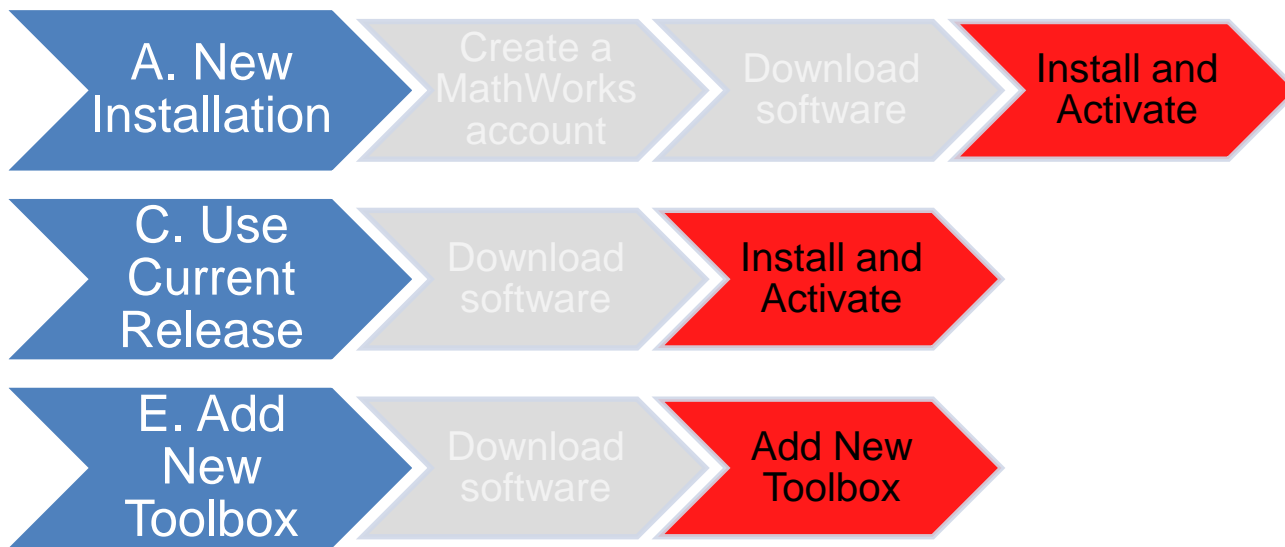 A. New
Installation
Create a
MathWorks
account
Download
software
Install and
Activate
C. Use
Current
Release
Download
software
Install and
Activate
E. Add
New
Toolbox
Download
software
Add New
Toolbox